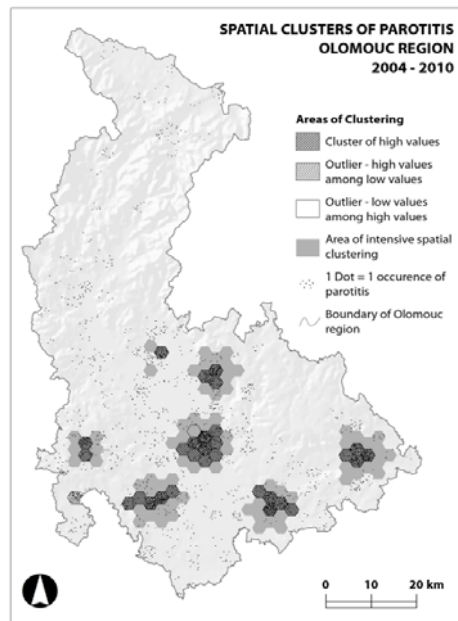 SPATIAL CLUSTERS OF PAROTITIS
OLOMOUC REGION
2004 - 2010
Areas of Clustering
Cluster of high values
Outlier - high values
among low values
Outlier - low values
among high values
Area of intensive spatial
clustering
1 Dot = 1 occurence of
parotitis
Boundary of Olomouc
region
0 10 20 km